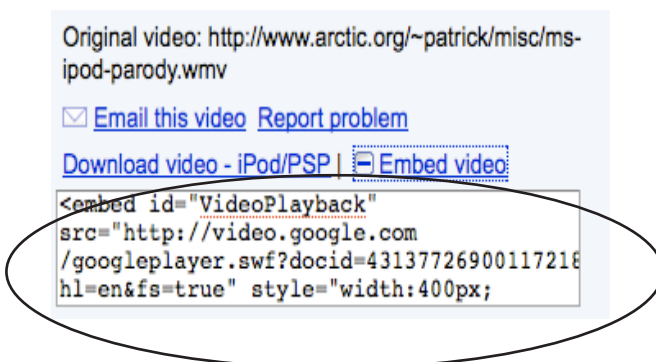 Original video: http://www.arctic.org/~patrick/misc/ms-
ipod-parody.wmv
Email this video Report problem
Download video - iPod/PSP | Embed video
<embed id="VideoPlayback"
src="http://video.google.com
/googleplayer.swf?docid=43137726900117218
hl=en&fs=true" style="width:400px;